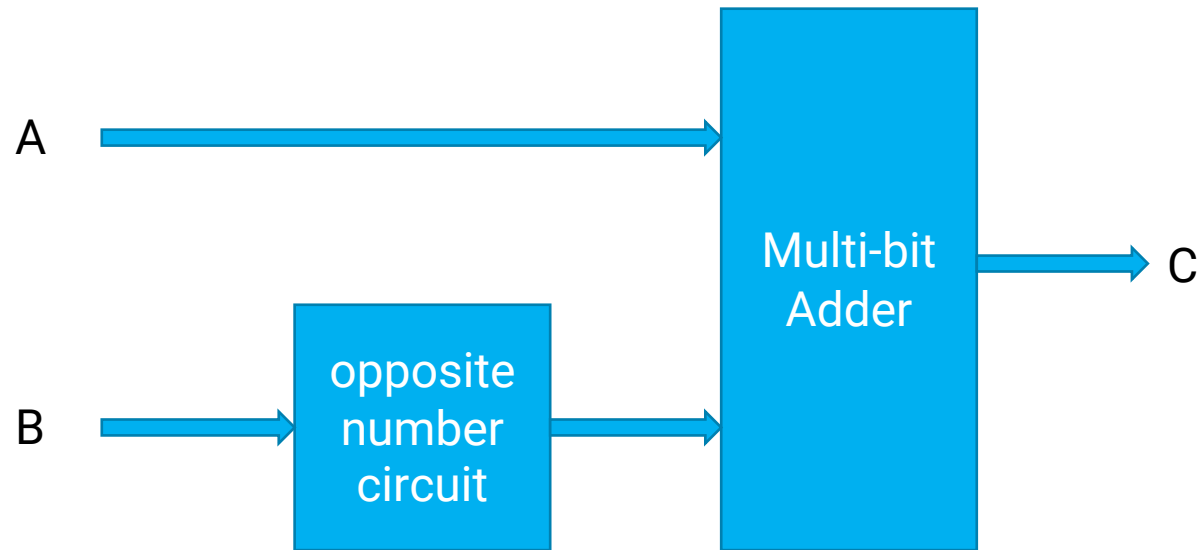 A
Multi-bit
Adder
C
opposite
number
circuit
B